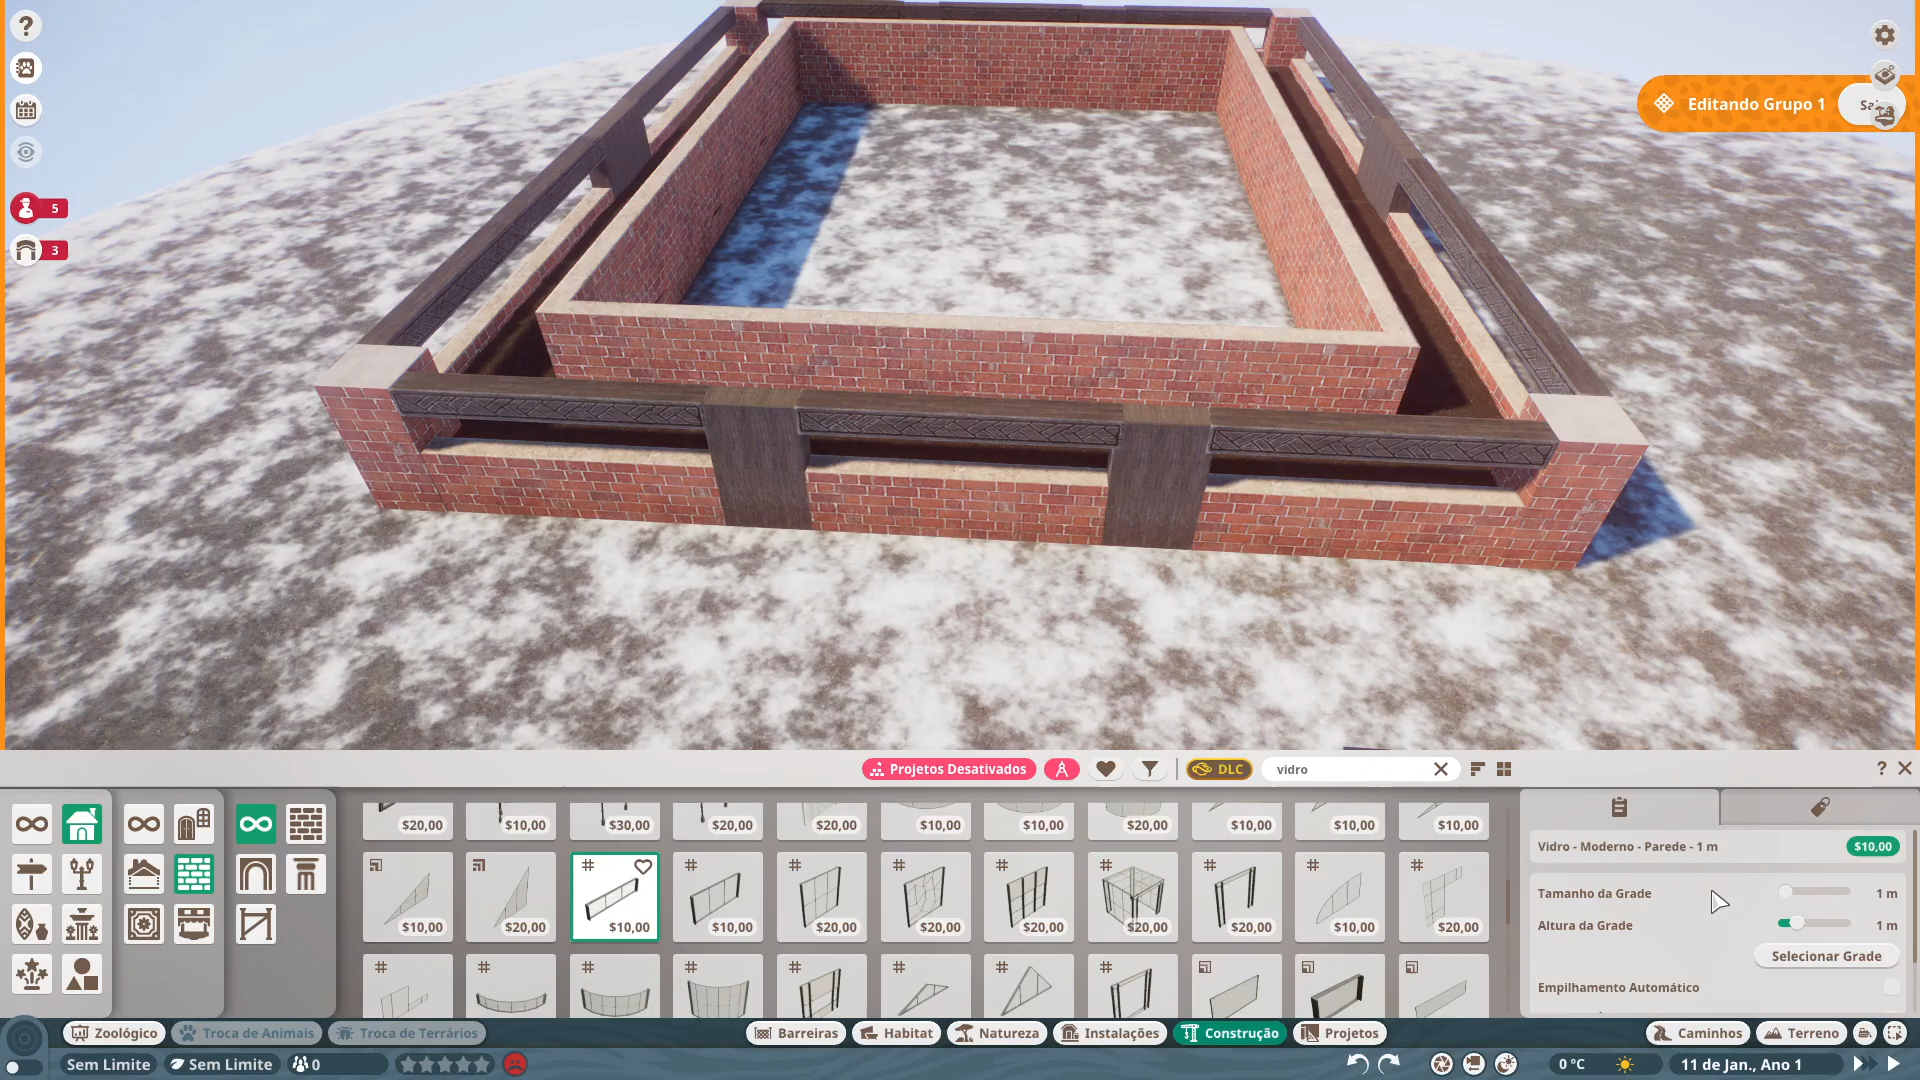 Editando Grupo 1
5
3
Projetos Desativados
DLC
vidro
?
$20,00 $10,00 $30,00 $20,00 $20,00 $10,00 $10,00 $20,00 $10,00 $10,00 $10,00
$10,00 $20,00 $10,00 $10,00 $20,00 $20,00 $20,00 $20,00 $20,00 $10,00 $20,00
Vidro - Moderno - Parede - 1 m $10,00
Tamanho da Grade 1 m
Altura da Grade 1 m
Selecionar Grade
Empilhamento Automático
Zoológico Troca de Animais Troca de Terrários Barreiras Habitat Natureza Instalações Construção Projetos Caminhos Terreno
Sem Limite Sem Limite 0 0 °C 11 de Jan., Ano 1